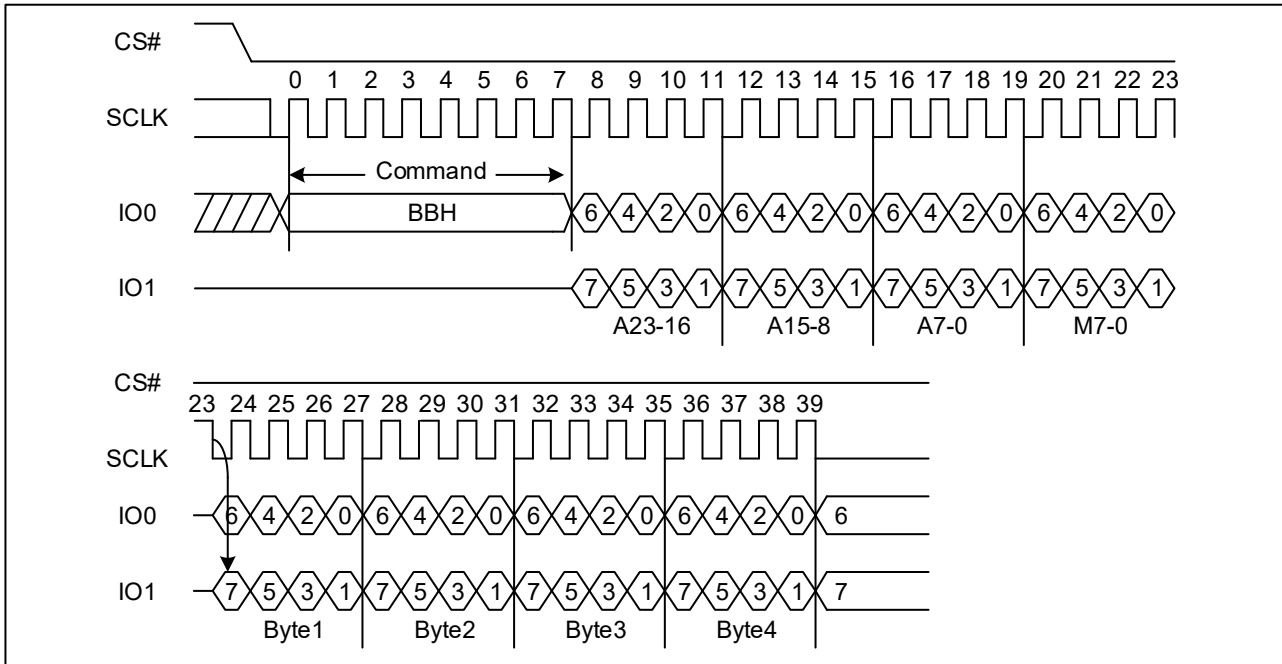 CS#
0 1 2 3 4 5 6 7 8 9 10 11 12 13 14 15 16 17 18 19 20 21 22 23
SCLK
Command
IO0 BBH 6 4 2 0 6 4 2 0 6 4 2 0 6 4 2 0
IO1 7 5 3 1 7 5 3 1 7 5 3 1 7 5 3 1
A23-16 A15-8 A7-0 M7-0
CS#
23 24 25 26 27 28 29 30 31 32 33 34 35 36 37 38 39
SCLK
IO0 6 4 2 0 6 4 2 0 6 4 2 0 6 4 2 0 6
IO1 7 5 3 1 7 5 3 1 7 5 3 1 7 5 3 1 7
Byte1 Byte2 Byte3 Byte4